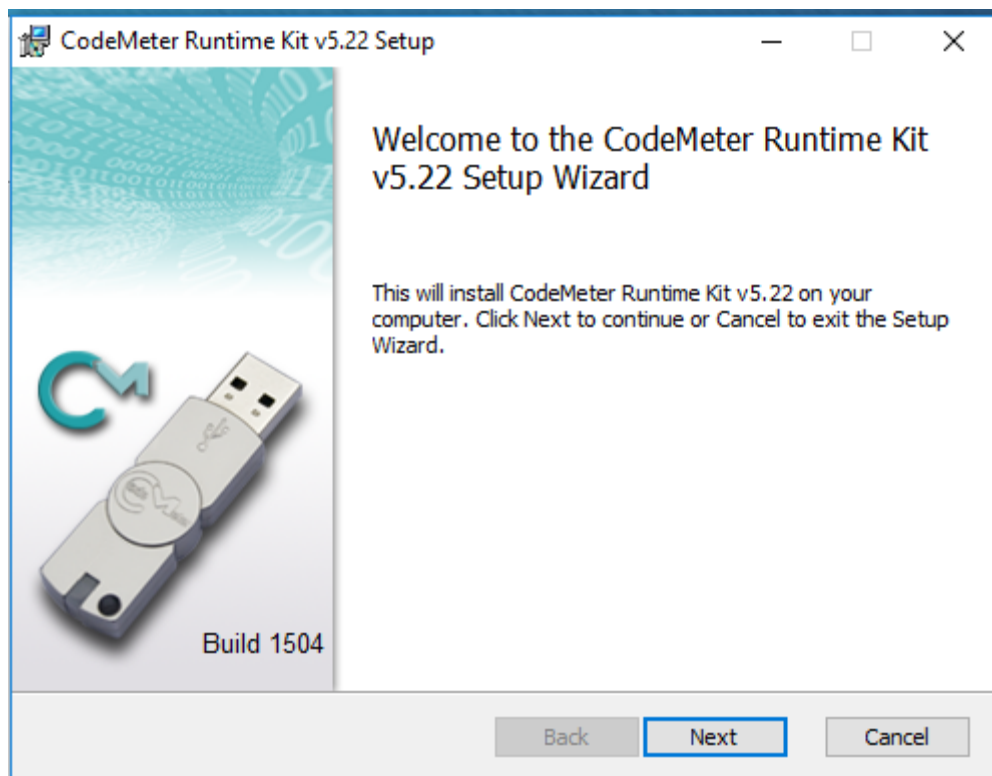 CodeMeter Runtime Kit v5.22 Setup
Welcome to the CodeMeter Runtime Kit
v5.22 Setup Wizard
This will install CodeMeter Runtime Kit v5.22 on your
computer. Click Next to continue or Cancel to exit the Setup
Wizard.
CM
Build 1504
Back
Next
Cancel